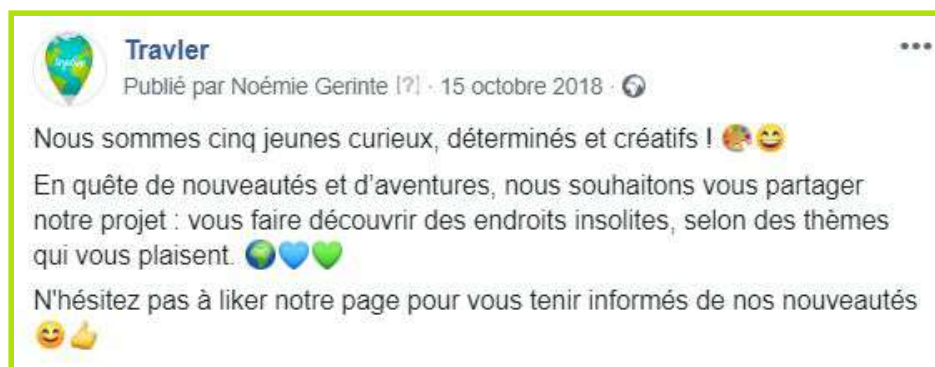 Travler
Publié par Noémie Gerinte [?] · 15 octobre 2018 ·
Nous sommes cinq jeunes curieux, déterminés et créatifs ! 🎨😄
En quête de nouveautés et d'aventures, nous souhaitons vous partager
notre projet : vous faire découvrir des endroits insolites, selon des thèmes
qui vous plaisent. 🌍💙💚
N'hésitez pas à liker notre page pour vous tenir informés de nos nouveautés
😊👍